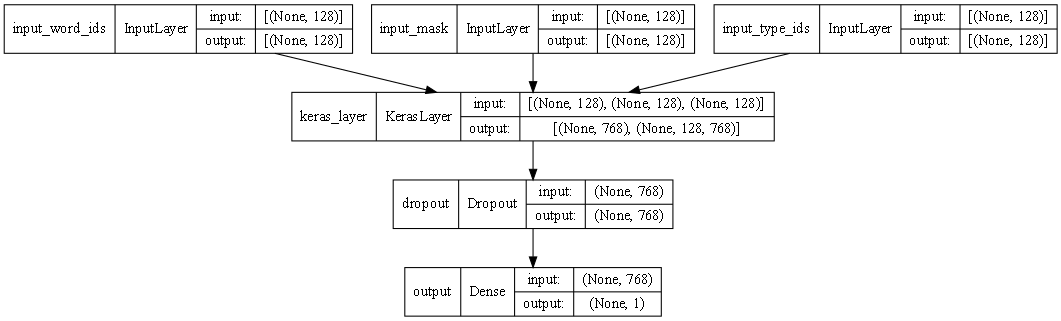 input_word_ids InputLayer input: [(None, 128)] output: [(None, 128)]
input_mask InputLayer input: [(None, 128)] output: [(None, 128)]
input_type_ids InputLayer input: [(None, 128)] output: [(None, 128)]
keras_layer KerasLayer input: [(None, 128), (None, 128), (None, 128)]
output: [(None, 768), (None, 128, 768)]
dropout Dropout input: (None, 768)
output: (None, 768)
output Dense input: (None, 768)
output: (None, 1)